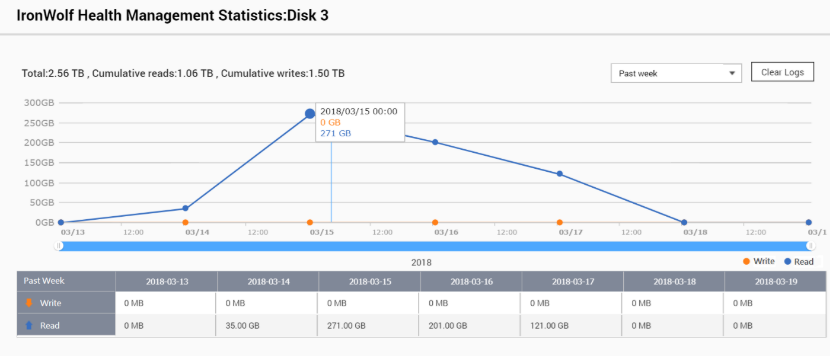 IronWolf Health Management Statistics:Disk 3
Total:2.56 TB , Cumulative reads:1.06 TB , Cumulative writes:1.50 TB
Past week
Clear Logs
300GB
250GB
200GB
150GB
100GB
50GB
0GB
2018/03/15 00:00
0 GB
271 GB
03/13 12:00 03/14 12:00 03/15 12:00 03/16 12:00 03/17 12:00 03/18 12:00 03/1
2018
Write Read
Past Week 2018-03-13 2018-03-14 2018-03-15 2018-03-16 2018-03-17 2018-03-18 2018-03-19
Write 0 MB 0 MB 0 MB 0 MB 0 MB 0 MB 0 MB
Read 0 MB 35.00 GB 271.00 GB 201.00 GB 121.00 GB 0 MB 0 MB